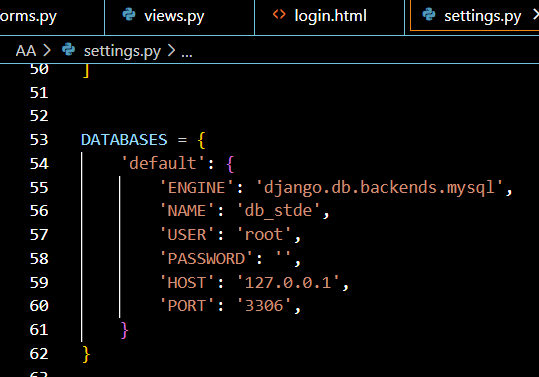 orms.py views.py <> login.html settings.py
AA > settings.py > ...
50 ]
51
52
53 DATABASES = {
54 'default': {
55 'ENGINE': 'django.db.backends.mysql',
56 'NAME': 'db_stde',
57 'USER': 'root',
58 'PASSWORD': '',
59 'HOST': '127.0.0.1',
60 'PORT': '3306',
61 }
62 }